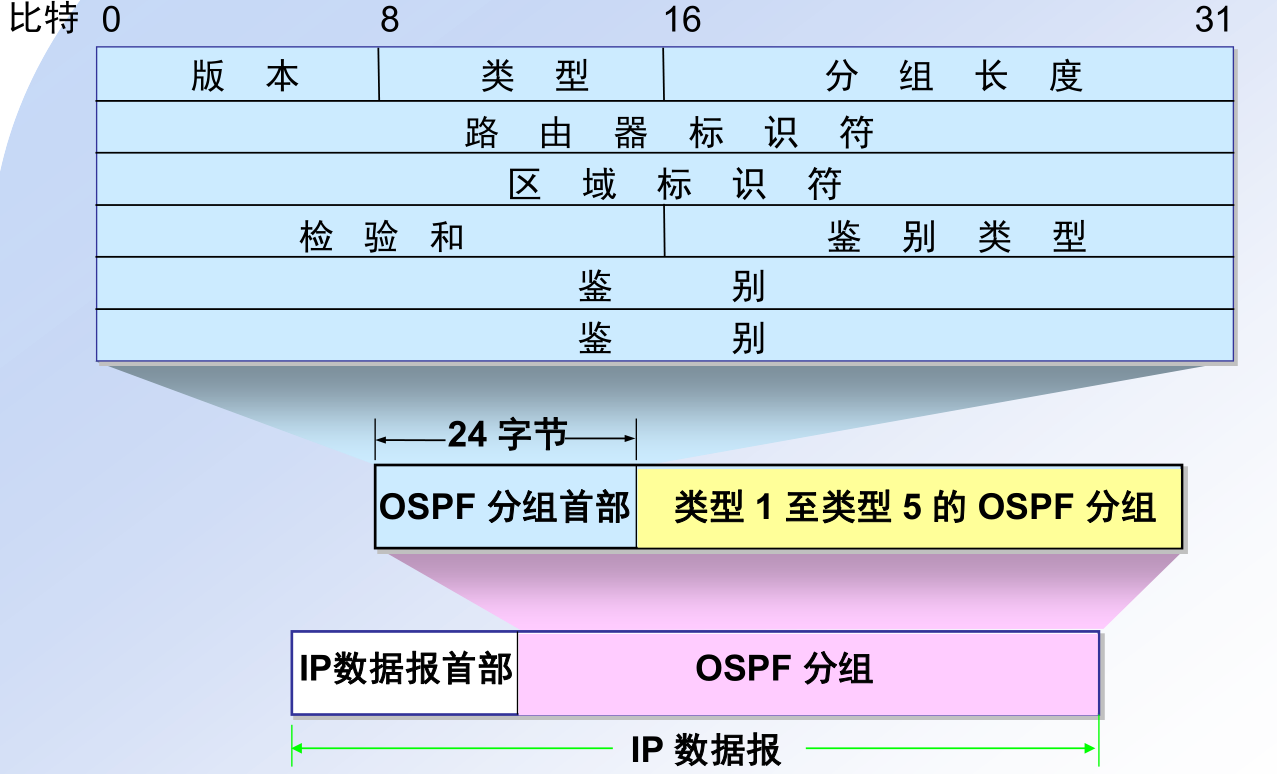 比特 0 8 16 31
版 本 类 型 分 组 长 度
路 由 器 标 识 符
区 域 标 识 符
检 验 和 鉴 别 类 型
鉴 别
鉴 别
24 字节
OSPF 分组首部 类型 1 至类型 5 的 OSPF 分组
IP数据报首部 OSPF 分组
IP 数据报